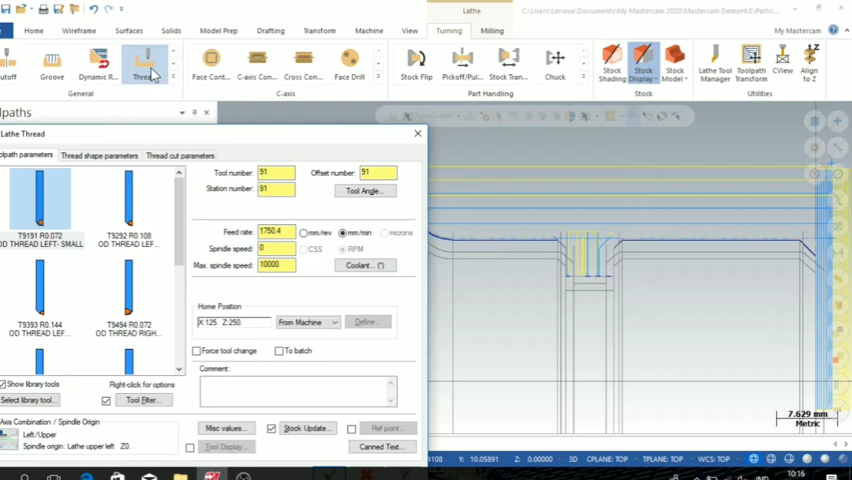 Lathe
C:\Users\Lenovo\Documents\My Mastercam 2020\Mastercam Demo\HLE\Parts\
Home Wireframe Surfaces Solids Model Prep Drafting Transform Machine View Turning Milling
My Mastercam
Groove Dynamic R... Thread Face Cont... C-axis Con... Cross Con... Face Drill Stock Flip Pickoff/Pul... Stock Tran... Chuck Stock Shading Stock Display Stock Model Lathe Tool Manager Toolpath Transform CView Align to Z
General C-axis Part Handling Stock Utilities
Lathe Thread
Thread shape parameters Thread cut parameters
Tool number: 91 Offset number: 91
Station number: 91
Tool Angle...
T9191 R0.072
OD THREAD LEFT- SMALL
T9292 R0.108
OD THREAD LEF...
Feed rate: 1750.4 mm/rev mm/min microns
Spindle speed: 0 CSS RPM
Max. spindle speed: 10000 Coolant... (*)
Home Position
X:125. Z:250. From Machine Define...
T9393 R0.144
OD THREAD LEF...
T9494 R0.072
OD THREAD RIGH...
Force tool change To batch
Comment:
Show library tools Right-click for options
Select library tool... Tool Filter...
Axis Combination / Spindle Origin
Left/Upper
Spindle origin: Lathe upper left Z0.
Misc values... Stock Update... Ref point...
Tool Display... Canned Text...
7.629 mm
Metric
Y: 10.05891 Z: 0.00000 3D CPLANE: TOP TPLANE: TOP WCS: TOP
10:16